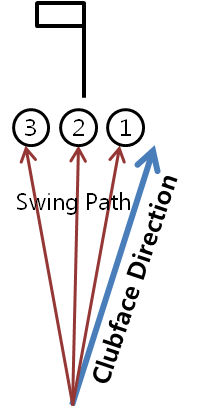 3 2 1
Swing Path
Clubface Direction